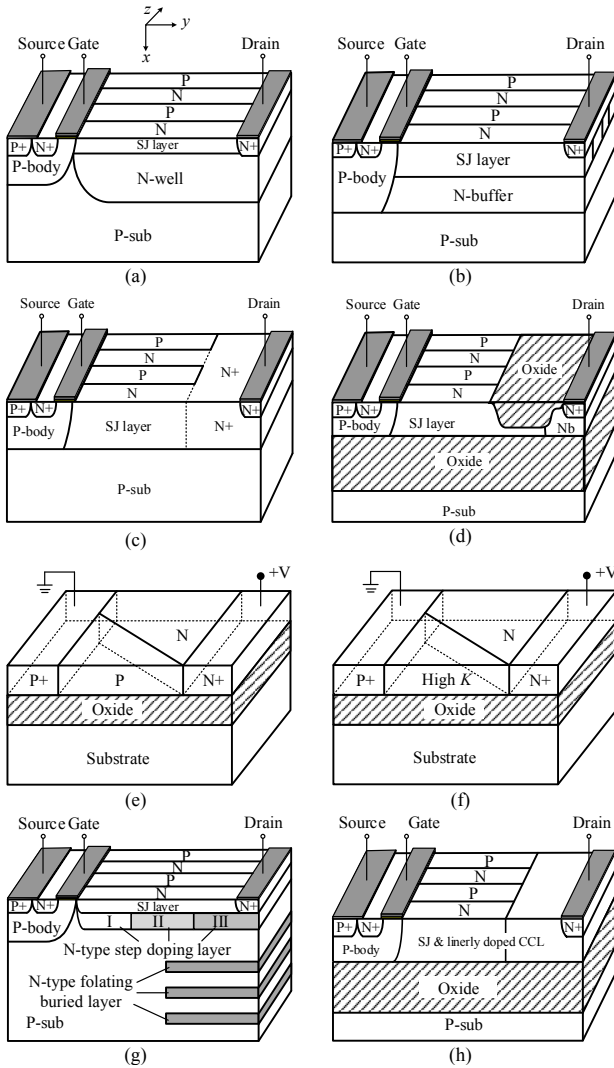 z
y
x
Source Gate Drain
P
N
P
N
P+ N+ SJ layer N+
P-body
N-well
P-sub
(a)
Source Gate Drain
P
N
P
N
P+ N+ N+
P-body SJ layer
N-buffer
P-sub
(b)
Source Gate Drain
P
N
P
N
N+
P+ N+ N+
P-body SJ layer N+
P-sub
(c)
Source Gate Drain
P
N
P
N
Oxide
P+ N+ N+
P-body SJ layer Nb
Oxide
P-sub
(d)
+V
N
P+ P N+
Oxide
Substrate
(e)
+V
N
P+ High K N+
Oxide
Substrate
(f)
Source Gate Drain
P
N
P
N
P+ N+ SJ layer N+
I II III
P-body
N-type step doping layer
N-type folating
buried layer
P-sub
(g)
Source Gate Drain
P
N
P
N
P+ N+ N+
P-body SJ & linerly doped CCL
Oxide
P-sub
(h)